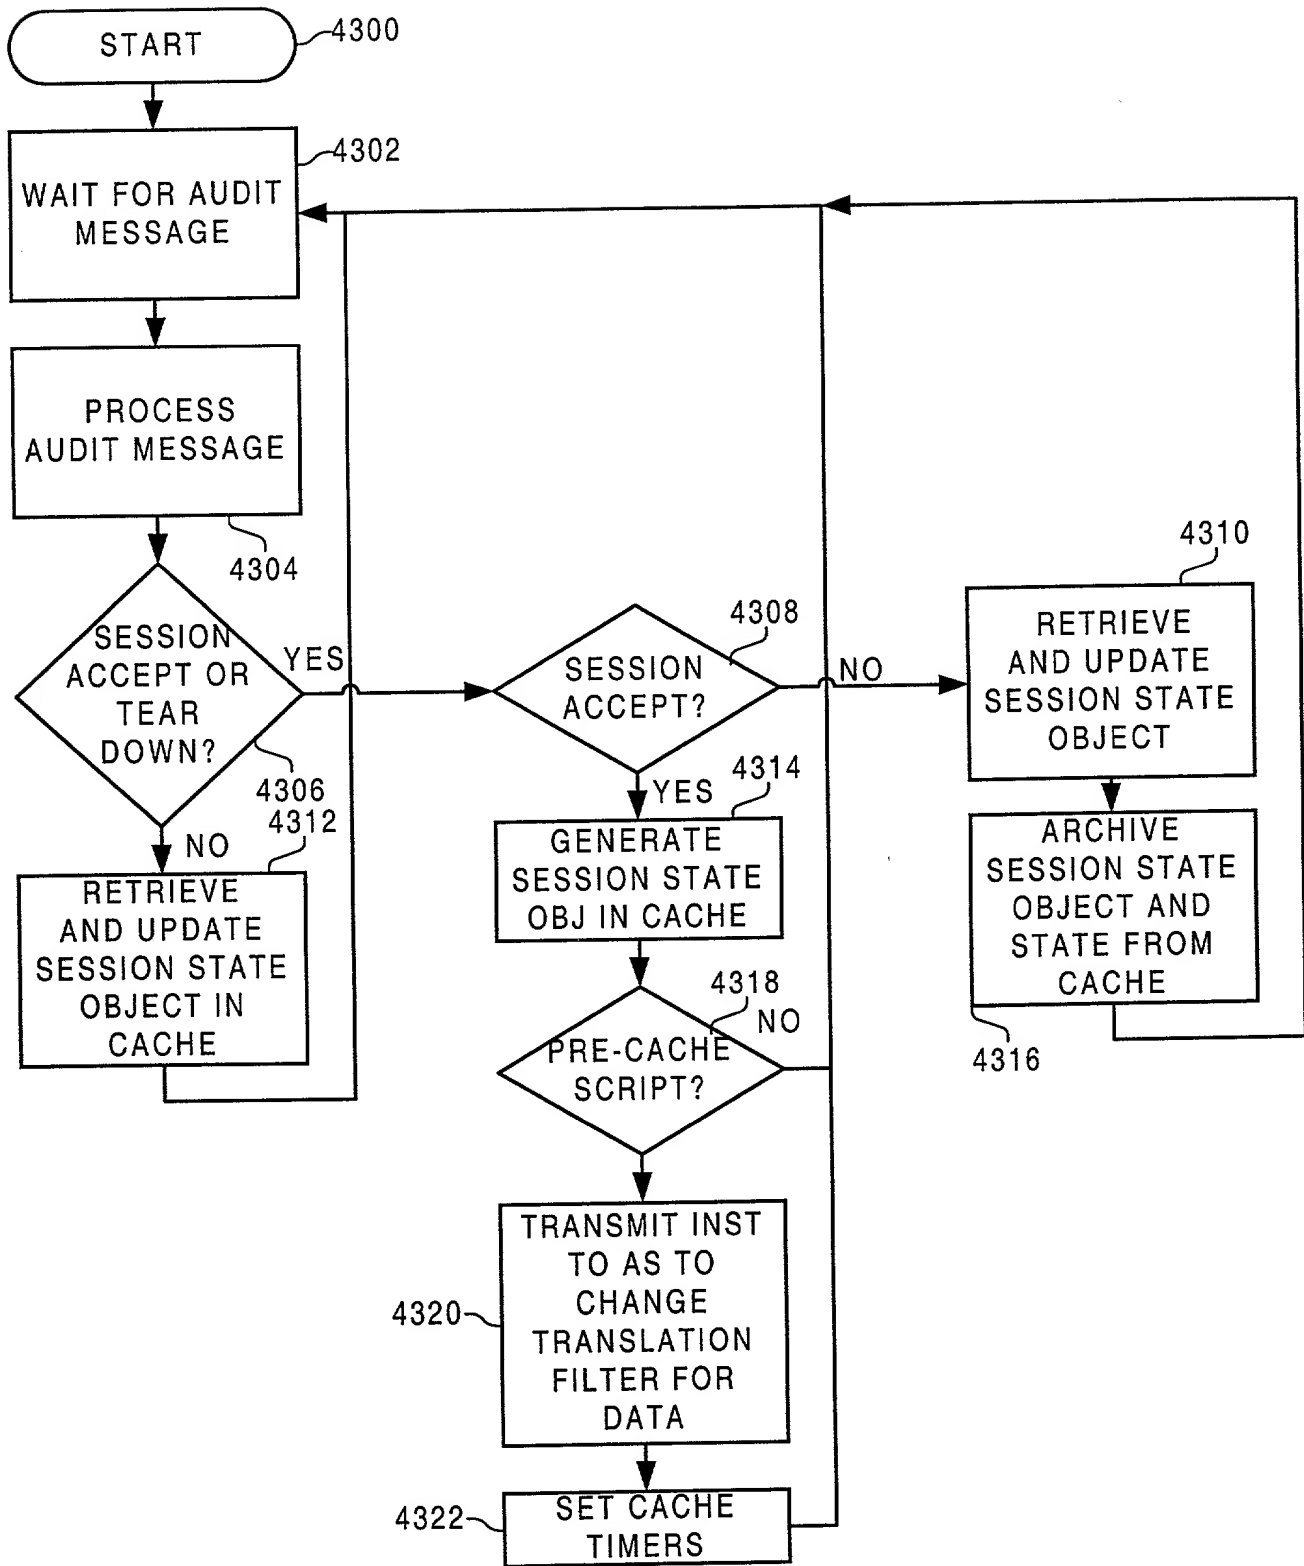 START
4300
4302
WAIT FOR AUDIT
MESSAGE
PROCESS
AUDIT MESSAGE
4304
SESSION
ACCEPT OR
TEAR
DOWN?
YES
4306
4312
NO
RETRIEVE
AND UPDATE
SESSION STATE
OBJECT IN
CACHE
4308
SESSION
ACCEPT?
NO
YES
4314
GENERATE
SESSION STATE
OBJ IN CACHE
4318
NO
PRE-CACHE
SCRIPT?
TRANSMIT INST
TO AS TO
CHANGE
TRANSLATION
FILTER FOR
DATA
4320
SET CACHE
TIMERS
4322
4310
RETRIEVE
AND UPDATE
SESSION STATE
OBJECT
ARCHIVE
SESSION STATE
OBJECT AND
STATE FROM
CACHE
4316